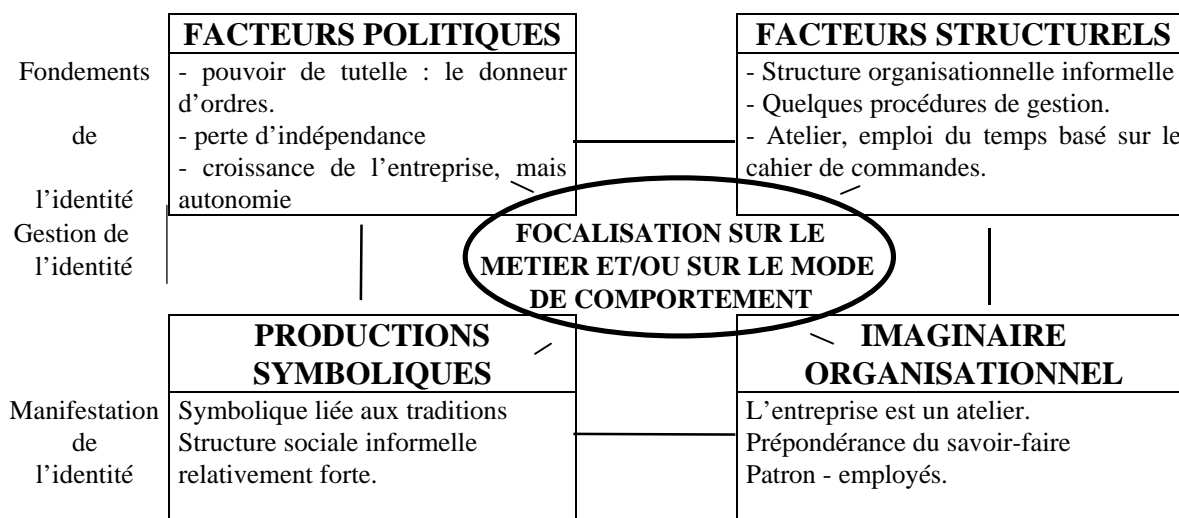 FACTEURS POLITIQUES
FACTEURS STRUCTURELS
Fondements
de
l'identité
- pouvoir de tutelle : le donneur
d'ordres.
- perte d'indépendance
- croissance de l'entreprise, mais
autonomie
- Structure organisationnelle informelle
- Quelques procédures de gestion.
- Atelier, emploi du temps basé sur le
cahier de commandes.
Gestion de
l'identité
FOCALISATION SUR LE
METIER ET/OU SUR LE MODE
DE COMPORTEMENT
PRODUCTIONS
SYMBOLIQUES
IMAGINAIRE
ORGANISATIONNEL
Manifestation
de
l'identité
Symbolique liée aux traditions
Structure sociale informelle
relativement forte.
L'entreprise est un atelier.
Prépondérance du savoir-faire
Patron - employés.